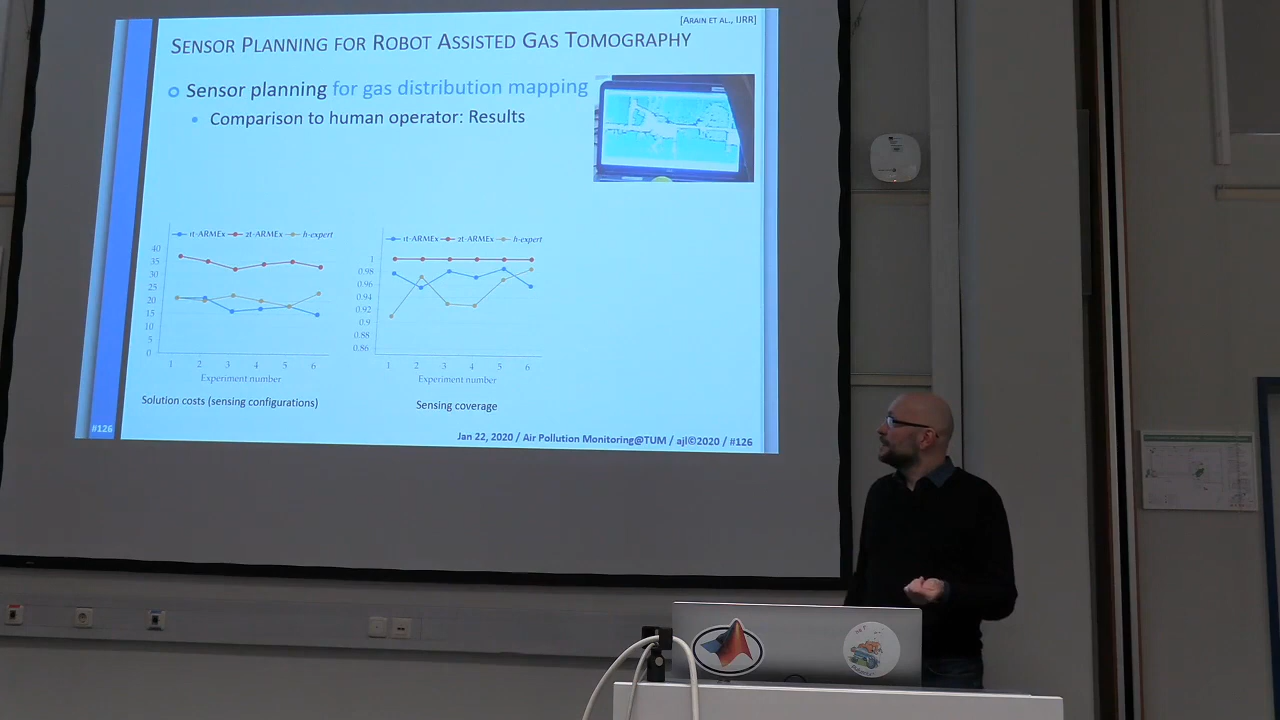 [ARAIN ET AL., IJRR]
SENSOR PLANNING FOR ROBOT ASSISTED GAS TOMOGRAPHY
Sensor planning for gas distribution mapping
Comparison to human operator: Results
1t-ARMEx 2t-ARMEx h-expert
40
35
30
25
20
15
10
5
0
1 2 3 4 5 6
Experiment number
Solution costs (sensing configurations)
1t-ARMEx 2t-ARMEx h-expert
1
0.98
0.96
0.94
0.92
0.9
0.88
0.86
1 2 3 4 5 6
Experiment number
Sensing coverage
#126
Jan 22, 2020 / Air Pollution Monitoring@TUM / ajl©2020 / #126